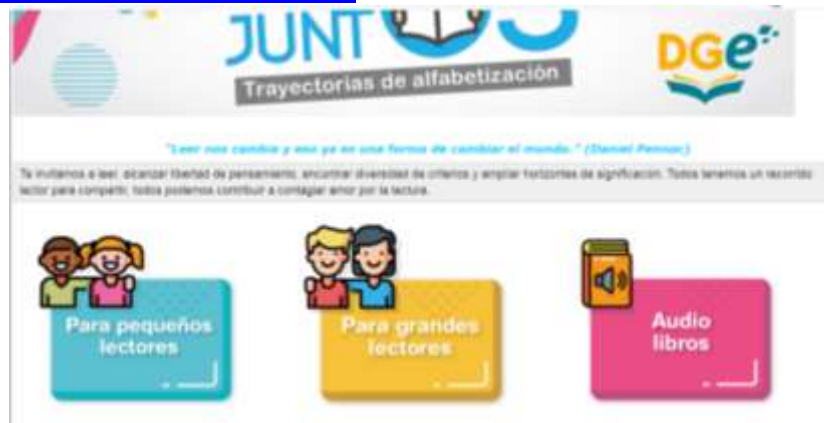 JUNTOS
Trayectorias de alfabetización
DGe
"Leer nos cambia y eso ya es una forma de cambiar el mundo." (Daniel Pennac)
Te invitamos a leer, alcanzar libertad de pensamiento, encontrar diversidad de criterios y ampliar horizontes de significación. Todos tenemos un recorrido
lector para compartir, todos podemos contribuir a contagiar amor por la lectura.
Para pequeños
lectores
Para grandes
lectores
Audio
libros